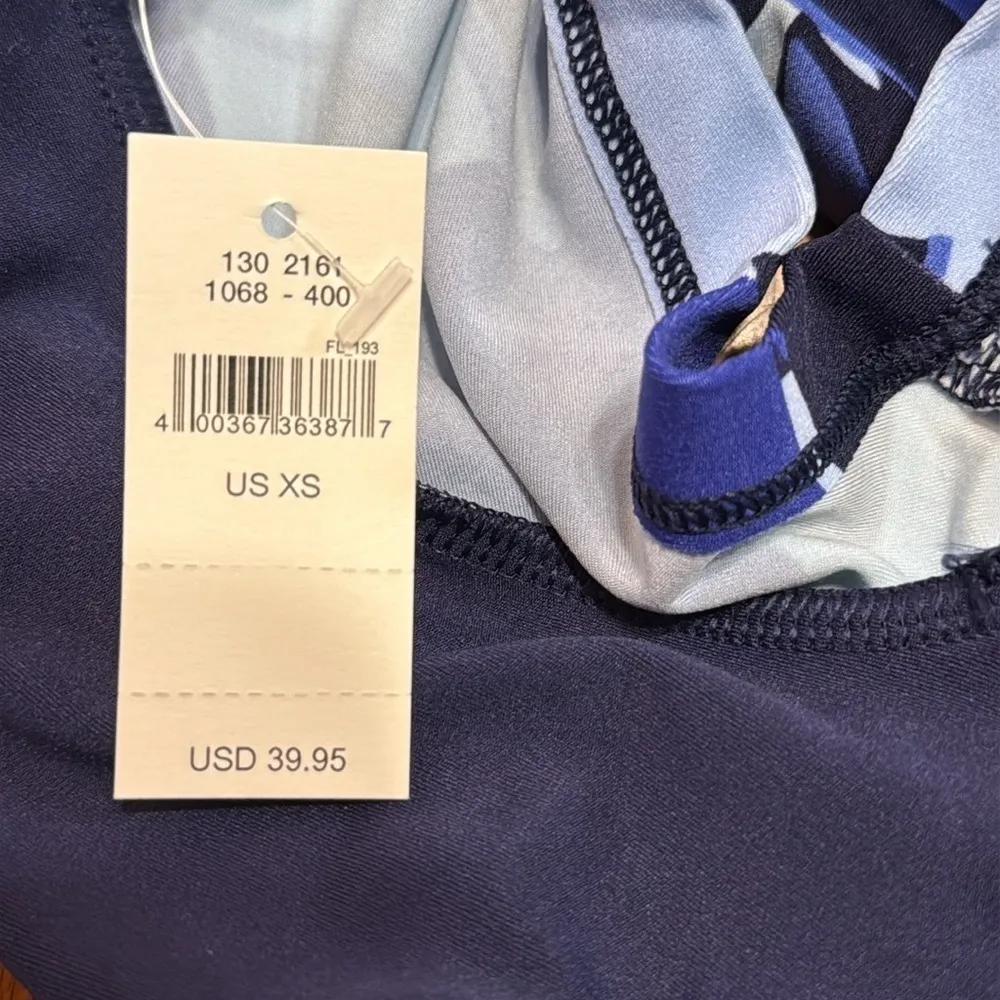 130 2161
1068 - 400
FL_193
4 00367 36387 7
US XS
USD 39.95